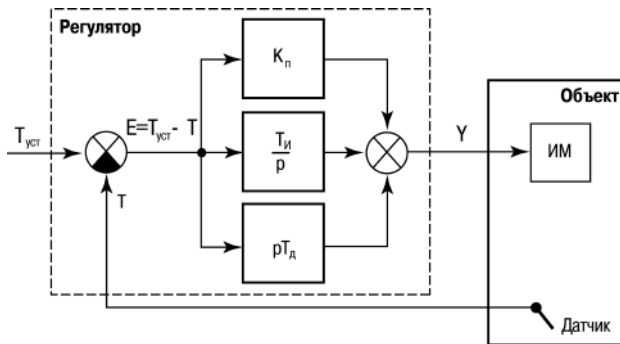 Регулятор
Kп
Объект
Tуст
E=Tуст- T
Tи
p
Y
ИМ
T
pTд
Датчик